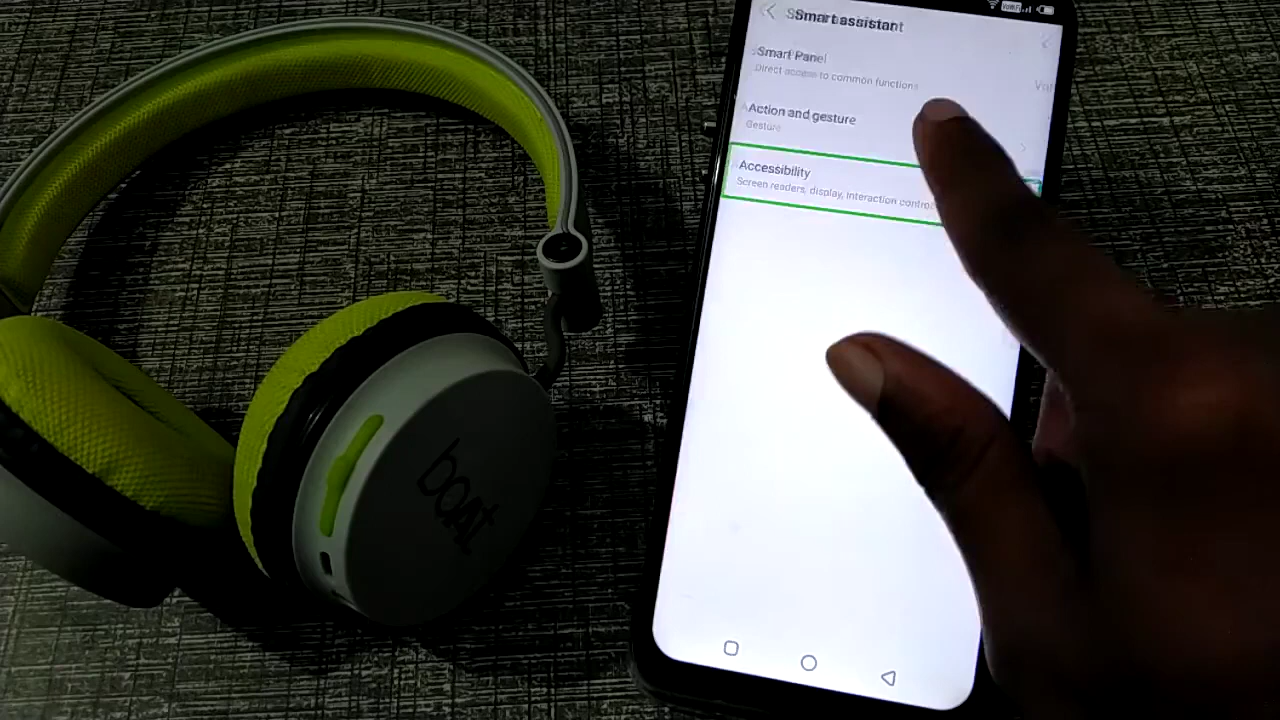 Smart assistant
Smart Panel
Direct access to common functions
Action and gesture
Gesture
Accessibility
Screen readers, display, interaction
boAt